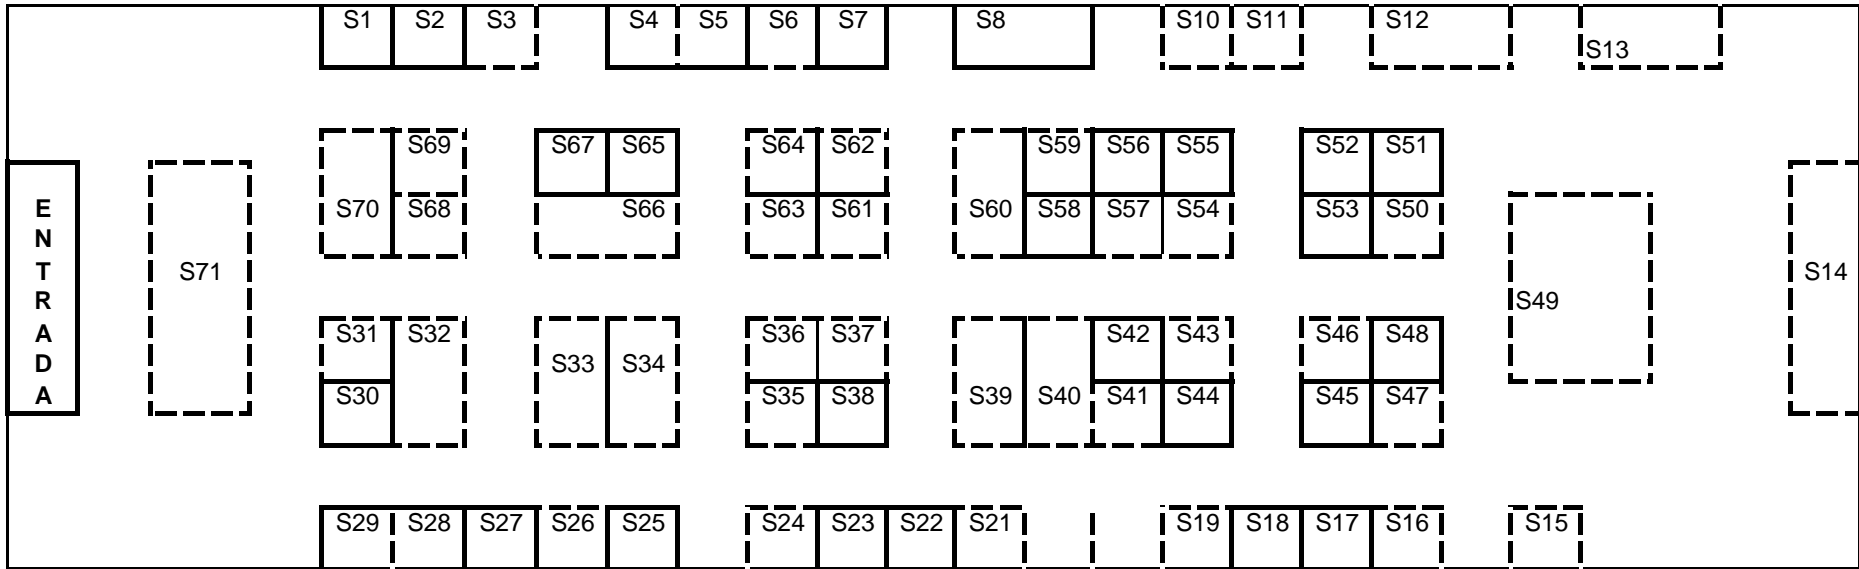 S1 S2 S3 S4 S5 S6 S7 S8 S10 S11 S12
S13
S69 S67 S65 S64 S62 S59 S56 S55 S52 S51
S70 S68 S66 S63 S61 S60 S58 S57 S54 S53 S50
ENTRADA
S71 S14
S49
S31 S32 S36 S37 S42 S43 S46 S48
S33 S34
S30 S35 S38 S39 S40 S41 S44 S45 S47
S29 S28 S27 S26 S25 S24 S23 S22 S21 S19 S18 S17 S16 S15